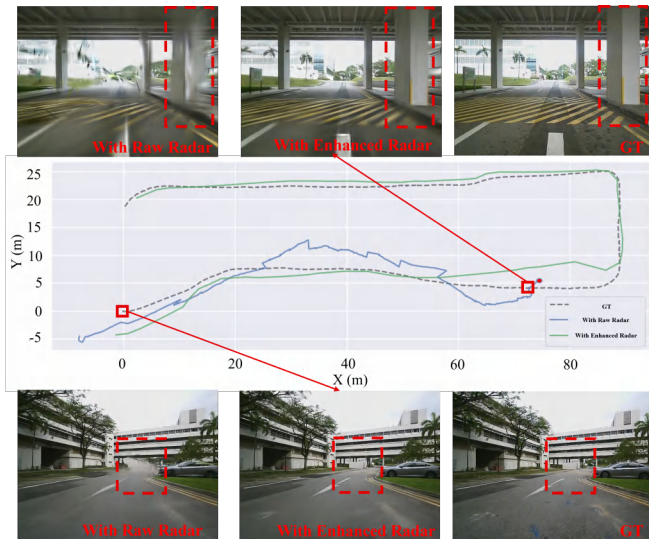 With Raw Radar
With Enhanced Radar
GT
25
20
15
10
5
0
-5
Y (m)
0
20
40
60
80
X (m)
GT
With Raw Radar
With Enhanced Radar
With Raw Radar
With Enhanced Radar
GT